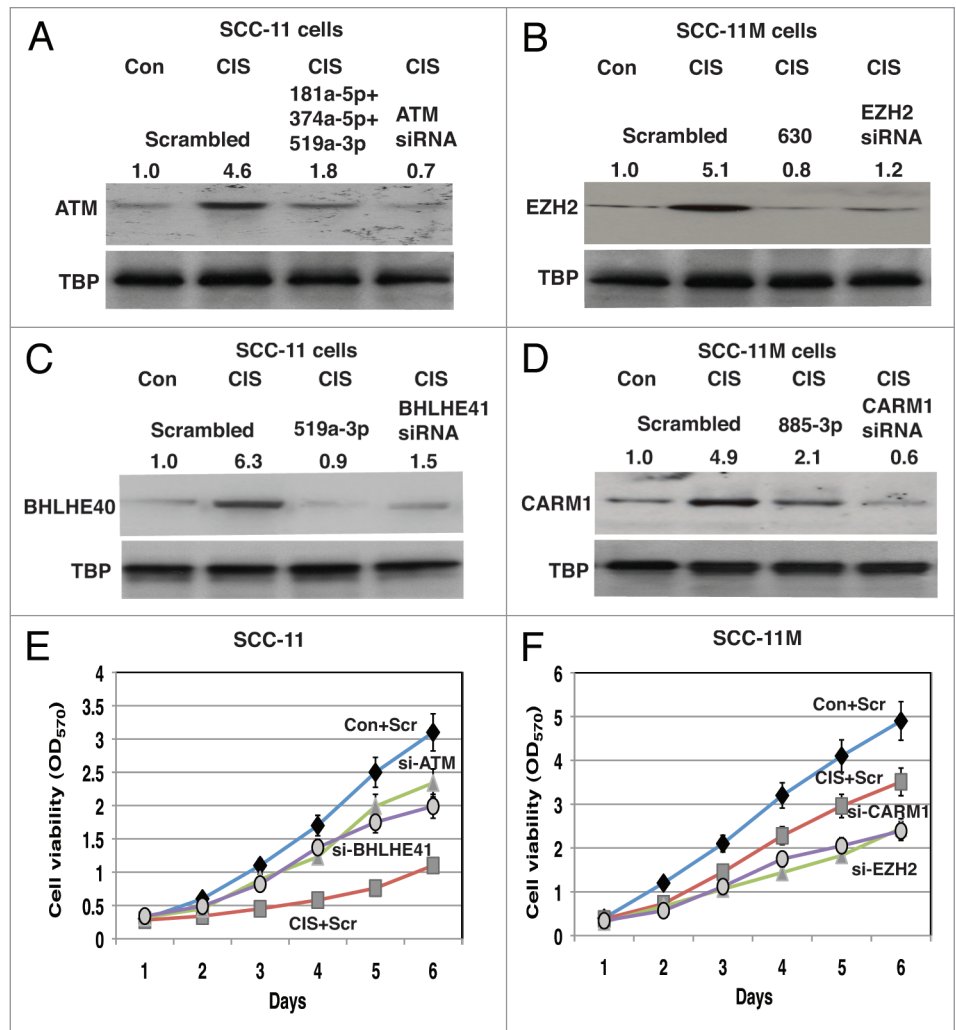 A
SCC-11 cells
Con CIS CIS CIS
181a-5p+
374a-5p+ ATM
Scrambled 519a-3p siRNA
1.0 4.6 1.8 0.7
ATM
TBP
B
SCC-11M cells
Con CIS CIS CIS
EZH2
Scrambled 630 siRNA
1.0 5.1 0.8 1.2
EZH2
TBP
C
SCC-11 cells
Con CIS CIS CIS
BHLHE41
Scrambled 519a-3p siRNA
1.0 6.3 0.9 1.5
BHLHE40
TBP
D
SCC-11M cells
Con CIS CIS CIS
CARM1
Scrambled 885-3p siRNA
1.0 4.9 2.1 0.6
CARM1
TBP
E
SCC-11
Cell viability (OD570)
4
3.5
3
2.5
2
1.5
1
0.5
0
Con+Scr
si-ATM
si-BHLHE41
CIS+Scr
1 2 3 4 5 6
Days
F
SCC-11M
Cell viability (OD570)
6
5
4
3
2
1
0
Con+Scr
CIS+Scr
si-CARM1
si-EZH2
1 2 3 4 5 6
Days